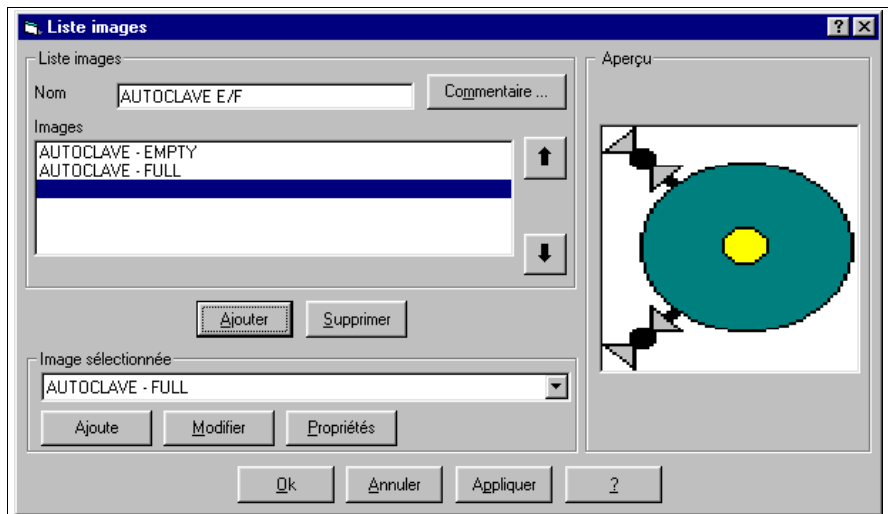 Liste images
Liste images
Nom
AUTOCLAVE E/F
Commentaire ...
Images
AUTOCLAVE - EMPTY
AUTOCLAVE - FULL
Ajouter
Supprimer
Image sélectionnée
AUTOCLAVE - FULL
Ajoute
Modifier
Propriétés
Aperçu
Ok
Annuler
Appliquer
?